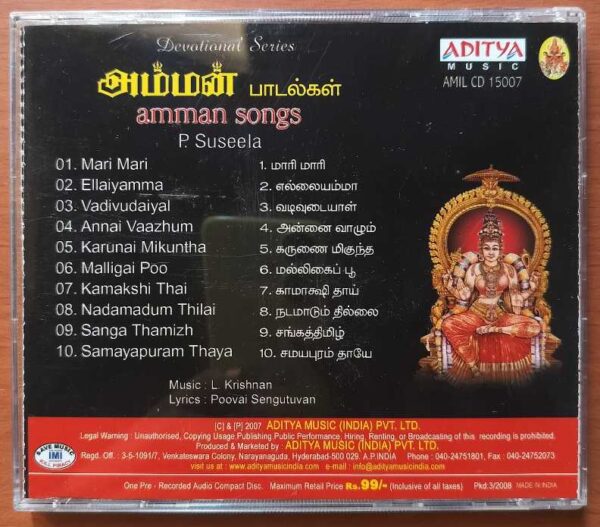 Devotional Series
ADITYA
MUSIC
AMIL CD 15007
அம்மன் பாடல்கள்
amman songs
P Suseela
01. Mari Mari
02. Ellaiyamma
03. Vadivudaiyal
04. Annai Vaazhum
05. Karunai Mikuntha
06. Malligai Poo
07. Kamakshi Thai
08. Nadamadum Thilai
09. Sanga Thamizh
10. Samayapuram Thaya
1. மாரி மாரி
2. எல்லையம்மா
3. வடிவுடையாள்
4. அன்னை வாழும்
5. கருணை மிகுந்த
6. மல்லிகைப் பூ
7. காமாக்ஷி தாய்
8. நடமாடும் தில்லை
9. சங்கத்திமிழ்
10. சமயபுரம் தாயே
Music : L. Krishnan
Lyrics : Poovai Sengutuvan
(C) & [P] 2007 ADITYA MUSIC (INDIA) PVT. LTD.
Legal Warning : Unauthorised, Copying Usage Publishing Public Performance, Hiring, Renting, or Broadcasting of this recording is prohibited.
Produced & Marketed by : ADITYA MUSIC (INDIA) PVT. LTD.
Regd. Off. : 3-5-1091/7, Venkateswara Colony, Narayanaguda, Hyderabad-500 029. A.P.INDIA Phone : 040-24751801, Fax : 040-24752073
visit us at : www.adityamusicindia.com e-mail : info@adityamusicindia.com
SAVE MUSIC
IMI
KILL PIRACY
One Pre - Recorded Audio Compact Disc. Maximum Retail Price Rs.99/- (Inclusive of all taxes) Pkd:3/2008 MADE IN INDIA